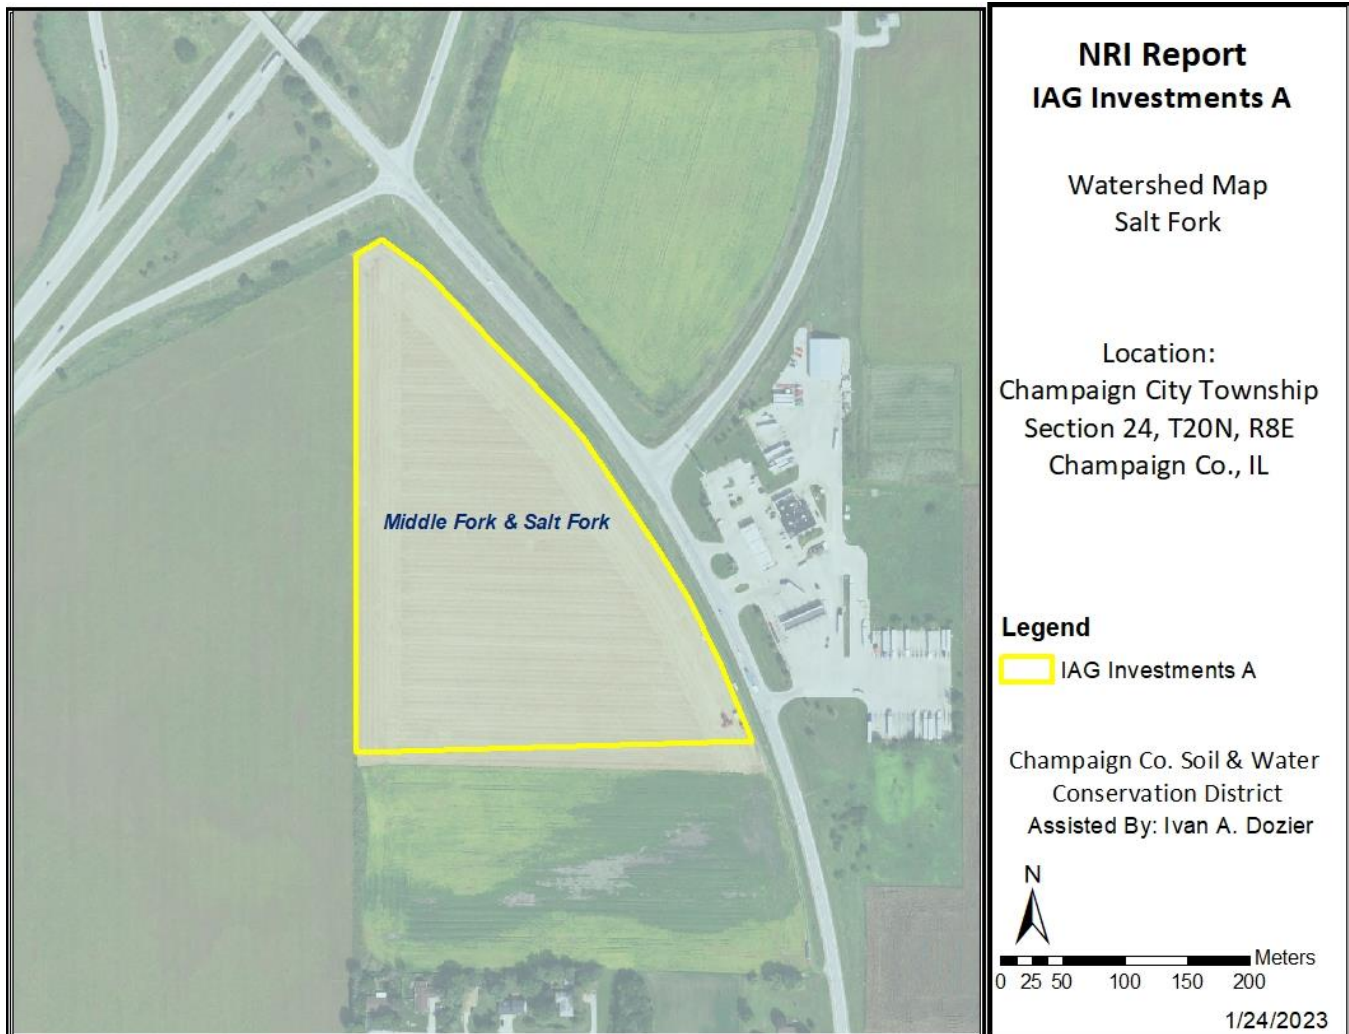 Middle Fork & Salt Fork
NRI Report
IAG Investments A
Watershed Map
Salt Fork
Location:
Champaign City Township
Section 24, T20N, R8E
Champaign Co., IL
Legend
IAG Investments A
Champaign Co. Soil & Water
Conservation District
Assisted By: Ivan A. Dozier
N
Meters
0 25 50 100 150 200
1/24/2023